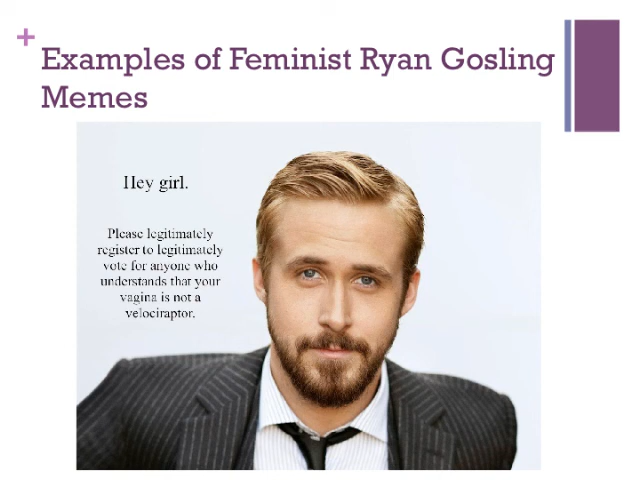 +
Examples of Feminist Ryan Gosling
Memes
Hey girl.
Please legitimately
register to legitimately
vote for anyone who
understands that your
vagina is not a
velociraptor.